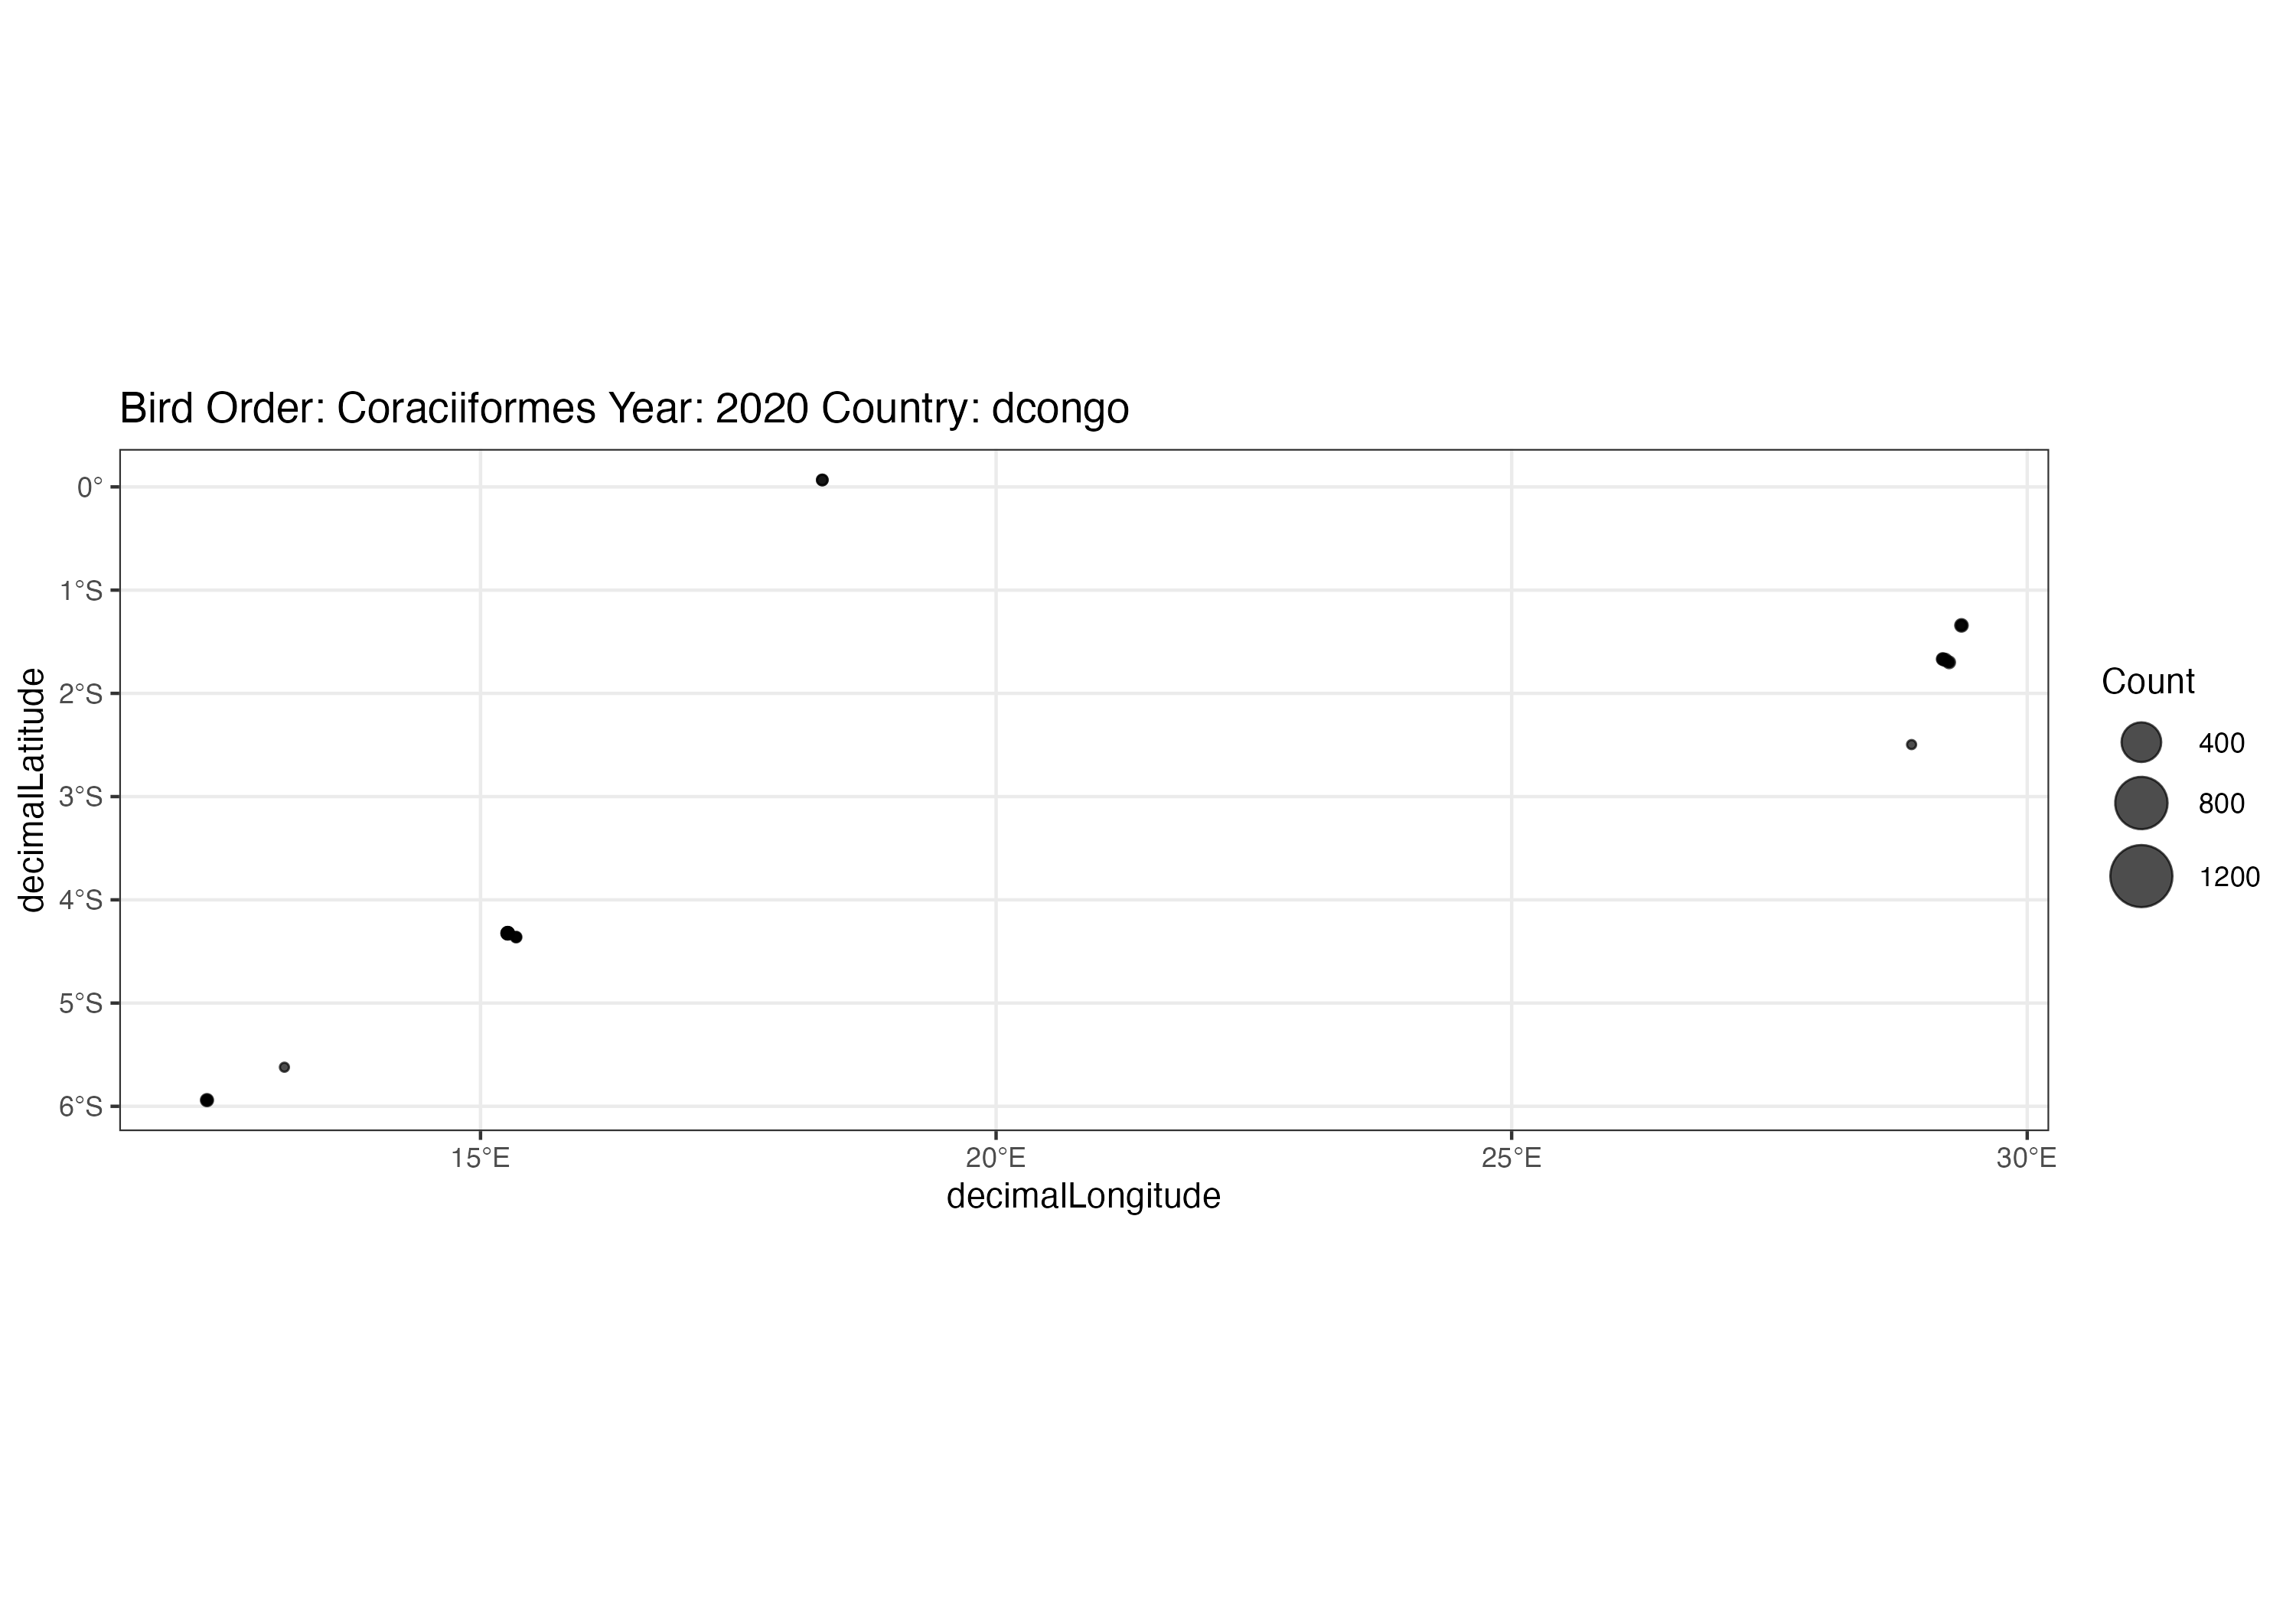 Bird Order: Coraciiformes Year: 2020 Country: dcongo
0°
1°S
2°S
3°S
4°S
5°S
6°S
decimalLatitude
15°E
20°E
25°E
30°E
decimalLongitude
Count
400
800
1200